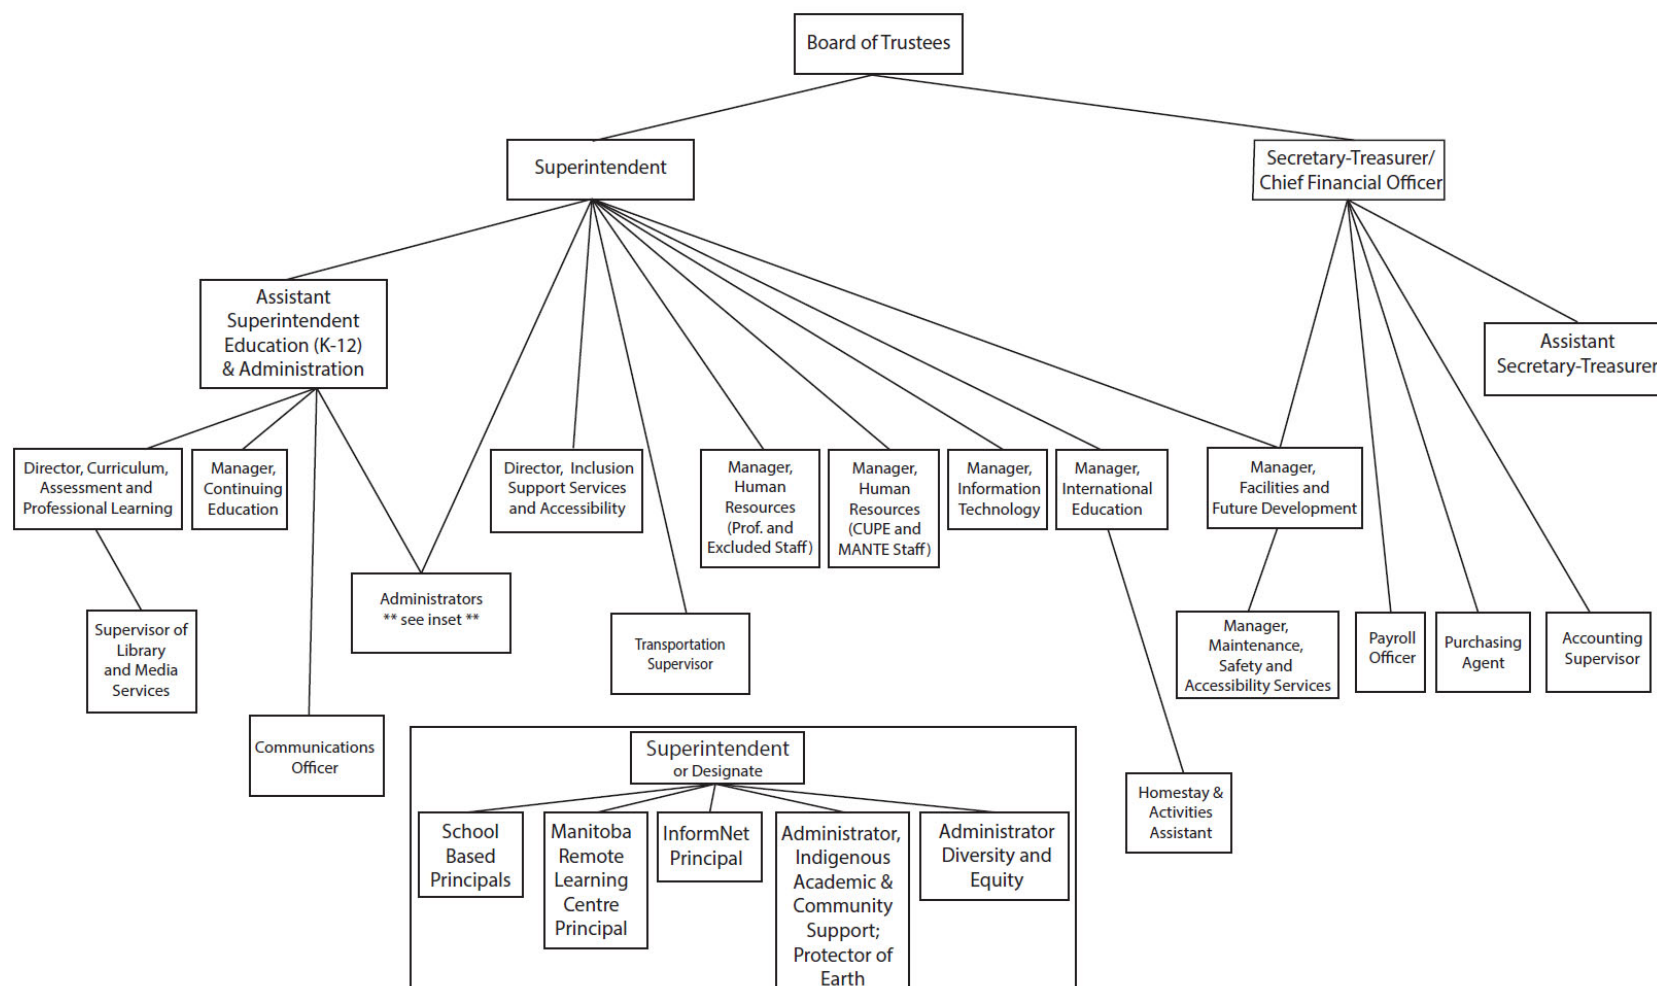 Board of Trustees
Superintendent
Secretary-Treasurer/
Chief Financial Officer
Assistant
Superintendent
Education (K-12)
& Administration
Assistant
Secretary-Treasurer
Director, Curriculum,
Assessment and
Professional Learning
Manager,
Continuing
Education
Director, Inclusion
Support Services
and Accessibility
Manager,
Human
Resources
(Prof. and
Excluded Staff)
Manager,
Human
Resources
(CUPE and
MANTE Staff)
Manager,
Information
Technology
Manager,
International
Education
Manager,
Facilities and
Future Development
Administrators
** see inset **
Supervisor of
Library
and Media
Services
Transportation
Supervisor
Manager,
Maintenance,
Safety and
Accessibility Services
Payroll
Officer
Purchasing
Agent
Accounting
Supervisor
Communications
Officer
Homestay &
Activities
Assistant
Superintendent
or Designate
School
Based
Principals
Manitoba
Remote
Learning
Centre
Principal
InformNet
Principal
Administrator,
Indigenous
Academic &
Community
Support;
Protector of
Earth
Administrator
Diversity and
Equity